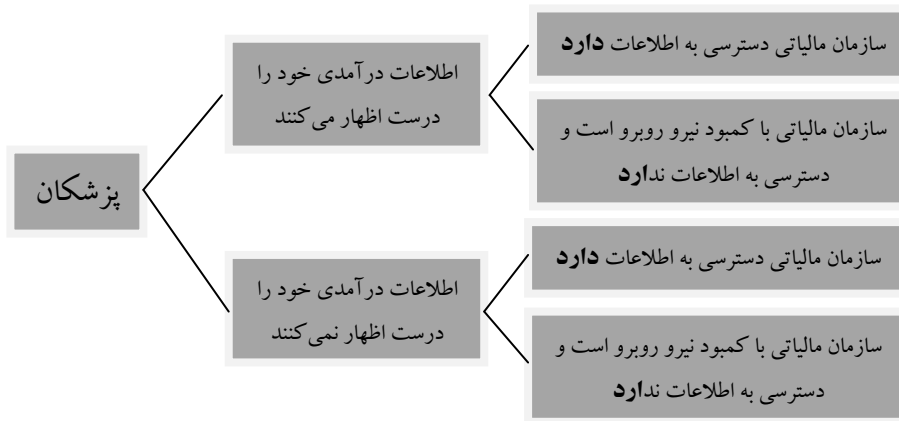 پزشکان
اطلاعات درآمدی خود را
درست اظهار می‌کنند
سازمان مالیاتی دسترسی به اطلاعات دارد
سازمان مالیاتی با کمبود نیرو روبرو است و
دسترسی به اطلاعات ندارد
اطلاعات درآمدی خود را
درست اظهار نمی‌کنند
سازمان مالیاتی دسترسی به اطلاعات دارد
سازمان مالیاتی با کمبود نیرو روبرو است و
دسترسی به اطلاعات ندارد